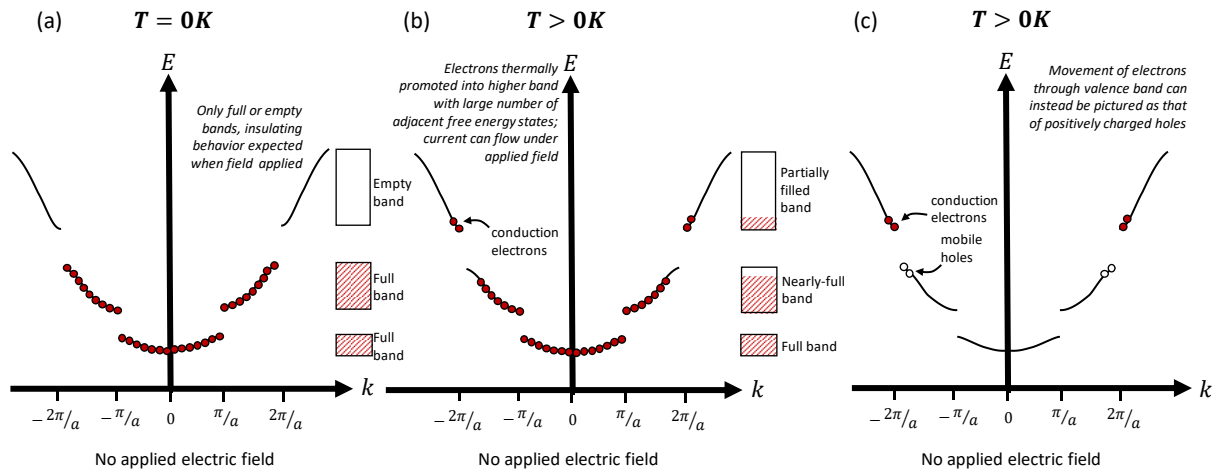 (a)
T = 0K
E
Only full or empty
bands, insulating
behavior expected
when field applied
Empty
band
Full
band
Full
band
k
− 2π/a
− π/a
0
π/a
2π/a
No applied electric field
(b)
T > 0K
E
Electrons thermally
promoted into higher band
with large number of
adjacent free energy states;
current can flow under
applied field
conduction
electrons
Partially
filled
band
Nearly-full
band
Full band
k
− 2π/a
− π/a
0
π/a
2π/a
No applied electric field
(c)
T > 0K
E
Movement of electrons
through valence band can
instead be pictured as that
of positively charged holes
conduction
electrons
mobile
holes
k
− 2π/a
− π/a
0
π/a
2π/a
No applied electric field